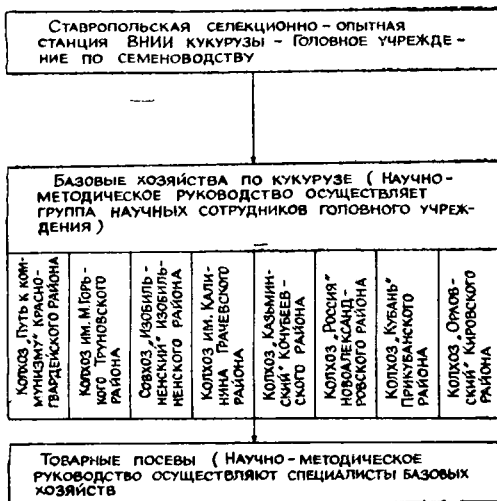 Ставропольская селекционно-опытная
станция ВНИИ кукурузы - Головное учрежде-
ние по семеноводству
Базовые хозяйства по кукурузе (Научно-
методическое руководство осуществляет
группа научных сотрудников головного учреж-
дения)
Колхоз „Путь к ком-
мунизму" Красно-
гвардейского района
Колхоз им. М.Горь-
кого Труновского
района
Совхоз „Изобиль-
ненский" Изобиль-
ненского района
Колхоз им. Кали-
нина Грачевского
района
Колхоз „Казьмин-
ский" Кочубеев-
ского района
Колхоз „Россия"
Новоалександ-
ровского района
Колхоз „Кубань"
Прикубанского
района
Колхоз „Орлов-
ский" Кировского
района
Товарные посевы (Научно-методическое
руководство осуществляют специалисты базовых
хозяйств